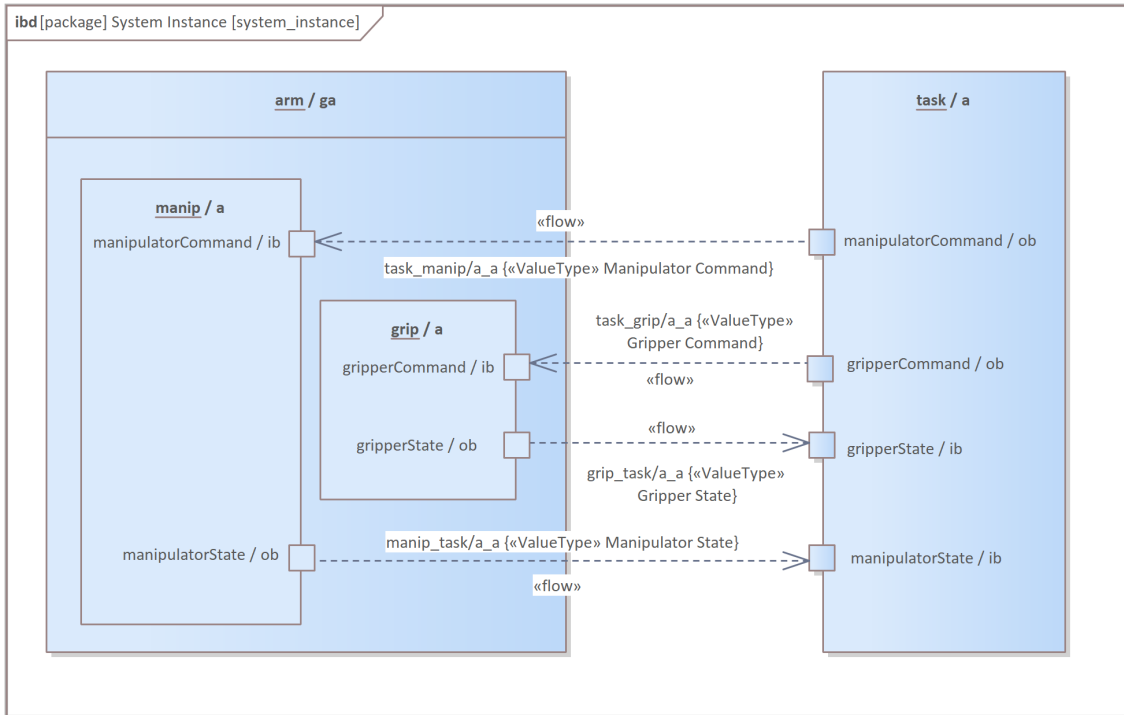 ibd [package] System Instance [system_instance]
arm / ga
task / a
manip / a
manipulatorCommand / ib
«flow»
manipulatorCommand / ob
task_manip/a_a {«ValueType» Manipulator Command}
grip / a
task_grip/a_a {«ValueType»
Gripper Command}
gripperCommand / ib
gripperCommand / ob
«flow»
«flow»
gripperState / ob
gripperState / ib
grip_task/a_a {«ValueType»
Gripper State}
manip_task/a_a {«ValueType» Manipulator State}
manipulatorState / ob
manipulatorState / ib
«flow»